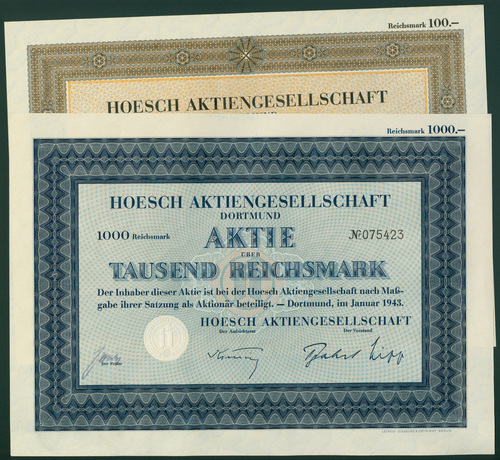 Reichsmark 100.—
HOESCH AKTIENGESELLSCHAFT
Reichsmark 1000.—
HOESCH AKTIENGESELLSCHAFT
DORTMUND
1000 Reichsmark
AKTIE
№ 075423
ÜBER
TAUSEND REICHSMARK
Der Inhaber dieser Aktie ist bei der Hoesch Aktiengesellschaft nach Maß-
gabe ihrer Satzung als Aktionär beteiligt. — Dortmund, im Januar 1943.
HOESCH AKTIENGESELLSCHAFT
Der Aufsichtsrat Der Vorstand